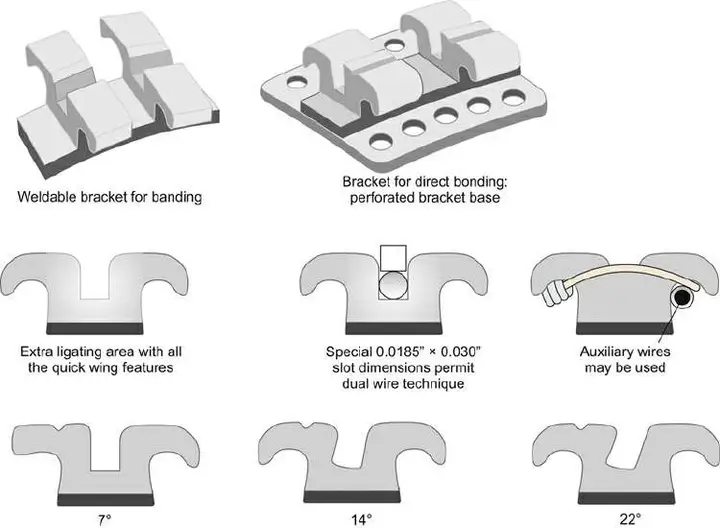 Weldable bracket for banding
Bracket for direct bonding:
perforated bracket base
Extra ligating area with all
the quick wing features
Special 0.0185” × 0.030”
slot dimensions permit
dual wire technique
Auxiliary wires
may be used
7°
14°
22°